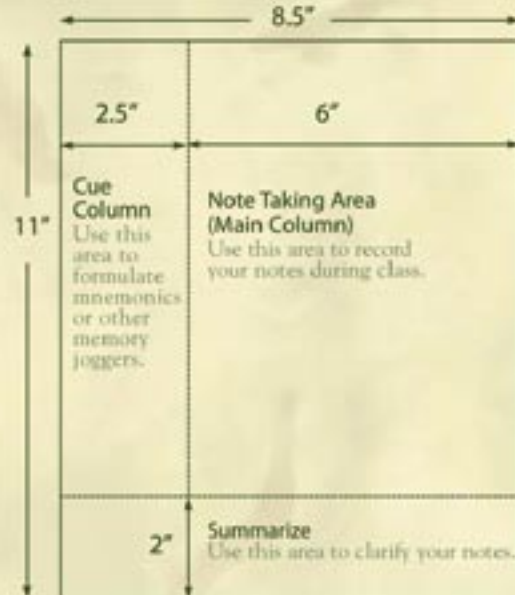 8.5"
2.5"
6"
11"
Cue
Column
Use this
area to
formulate
mnemonics
or other
memory
joggers.
Note Taking Area
(Main Column)
Use this area to record
your notes during class.
2"
Summarize
Use this area to clarify your notes.